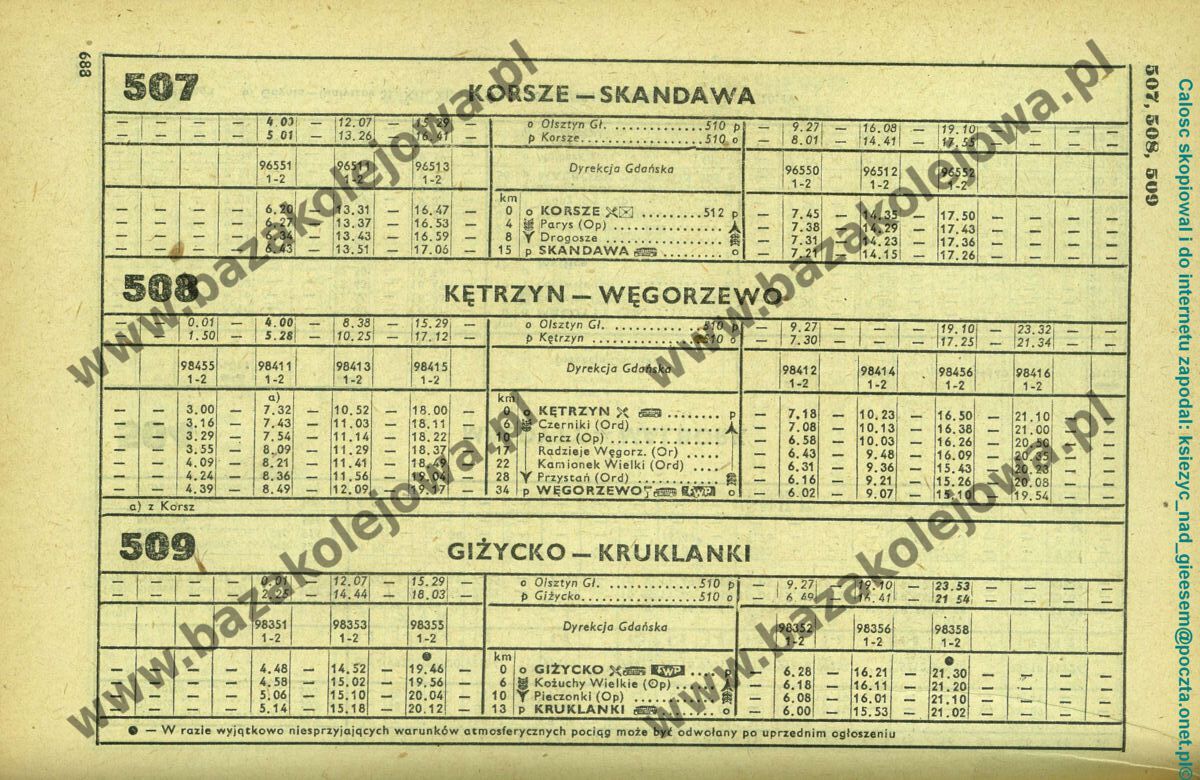 688
507, 508, 509
507 KORSZE — SKANDAWA
— — — — 4.03 — 12.07 — 15.29 — o Olsztyn Gł. 510 p — 9.27 — 16.08 — 19.10 — — — —
— — — — 5 01 — 13.26 — 16.41 — p Korsze 510 o — 8.01 — 14.41 — 17.55 — — — —
96551 96511 96513 Dyrekcja Gdańska 96550 96512 96552
1-2 1-2 1-2 1-2 1-2 1-2
km
— — — — 6.20 — 13.31 — 16.47 — 0 o KORSZE 512 p — 7.45 — 14.35 — 17.50 — — — —
— — — — 6.27 — 13.37 — 16.53 — 4 Parys (Op) — 7.38 — 14.29 — 17.43 — — — —
— — — — 6.34 — 13.43 — 16.59 — 8 Drogosze — 7.31 — 14.23 — 17.36 — — — —
— — — — 6.43 — 13.51 — 17.06 — 15 p SKANDAWA o — 7.21 — 14.15 — 17.26 — — — —
508 KĘTRZYN — WĘGORZEWO
— — 0.01 — 4.00 — 8.38 — 15.29 — o Olsztyn Gł. 510 p — 9.27 — — — 19.10 — 23.32 — —
— — 1.50 — 5.28 — 10.25 — 17.12 — p Kętrzyn 510 o — 7.30 — — — 17.25 — 21.34 — —
98455 98411 98413 98415 Dyrekcja Gdańska 98412 98414 98456 98416
1-2 1-2 1-2 1-2 1-2 1-2 1-2 1-2
a) km
— — 3.00 — 7.32 — 10.52 — 18.00 — 0 o KĘTRZYN p — 7.18 — 10.23 — 16.50 — 21.10 — —
— — 3.16 — 7.43 — 11.03 — 18.11 — 6 Czerniki (Ord) — 7.08 — 10.13 — 16.38 — 21.00 — —
— — 3.29 — 7.54 — 11.14 — 18.22 — 10 Parcz (Op) — 6.58 — 10.03 — 16.26 — 20.50 — —
— — 3.55 — 8.09 — 11.29 — 18.37 — 17 Radzieje Węgorz. (Or) — 6.43 — 9.48 — 16.09 — 20.35 — —
— — 4.09 — 8.21 — 11.41 — 18.49 — 22 Kamionek Wielki (Ord) — 6.31 — 9.36 — 15.43 — 20.23 — —
— — 4.24 — 8.36 — 11.56 — 19.04 — 28 Przystań (Ord) — 6.16 — 9.21 — 15.26 — 20.08 — —
— — 4.39 — 8.49 — 12.09 — 19.17 — 34 p WĘGORZEWO FWP o — 6.02 — 9.07 — 15.10 — 19.54 — —
a) z Korsz
509 GIŻYCKO — KRUKLANKI
— — — — 0.01 — 12.07 — 15.29 — o Olsztyn Gł. 510 p — 9.27 — 19.10 — 23.53 — — — —
— — — — 2.25 — 14.44 — 18.03 — p Giżycko 510 o — 6.49 — 16.41 — 21 54 — — — —
98351 98353 98355 Dyrekcja Gdańska 98352 98356 98358
1-2 1-2 1-2 1-2 1-2 1-2
km
— — — — 4.48 — 14.52 — 19.46 — 0 o GIŻYCKO FWP p — 6.28 — 16.21 — 21.30 — — — —
— — — — 4.58 — 15.02 — 19.56 — 6 Kożuchy Wielkie (Op) — 6.18 — 16.11 — 21.20 — — — —
— — — — 5.06 — 15.10 — 20.04 — 10 Pieczonki (Op) — 6.08 — 16.01 — 21.10 — — — —
— — — — 5.14 — 15.18 — 20.12 — 13 p KRUKLANKI o — 6.00 — 15.53 — 21.02 — — — —
— W razie wyjątkowo niesprzyjających warunków atmosferycznych pociąg może być odwołany po uprzednim ogłoszeniu
www.bazakolejowa.pl
www.bazakolejowa.pl
www.bazakolejowa.pl
www.bazakolejowa.pl
Calosc skopiowal i do internetu zapodal: ksiezyc_nad_gieesem@poczta.onet.pl©